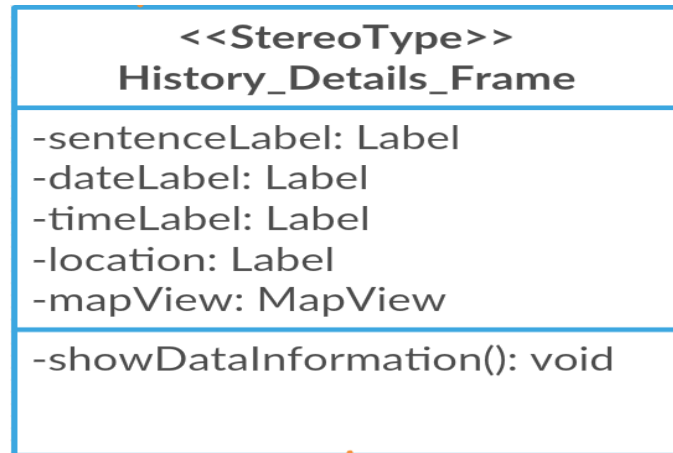 <<StereoType>>
History_Details_Frame
-sentenceLabel: Label
-dateLabel: Label
-timeLabel: Label
-location: Label
-mapView: MapView
-showDataInformation(): void